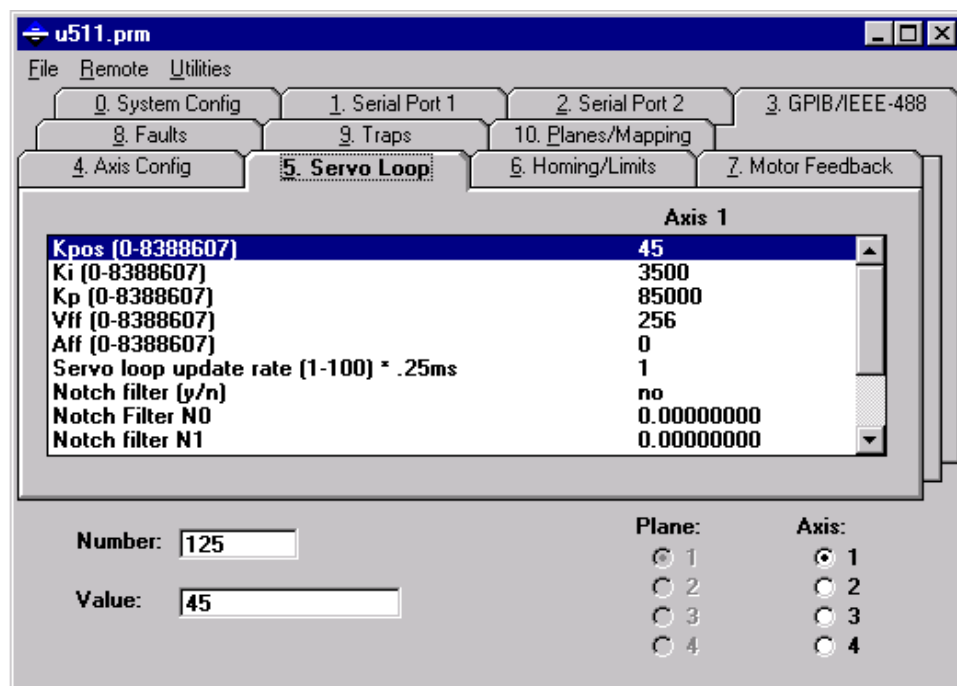 u511.prm
File Remote Utilities
0. System Config 1. Serial Port 1 2. Serial Port 2 3. GPIB/IEEE-488
8. Faults 9. Traps 10. Planes/Mapping
4. Axis Config 5. Servo Loop 6. Homing/Limits 7. Motor Feedback
Axis 1
Kpos (0-8388607) 45
Ki (0-8388607) 3500
Kp (0-8388607) 85000
Vff (0-8388607) 256
Aff (0-8388607) 0
Servo loop update rate (1-100) * .25ms 1
Notch filter (y/n) no
Notch Filter N0 0.00000000
Notch filter N1 0.00000000
Plane: Axis:
Number: 125
1 1
2 2
Value: 45
3 3
4 4